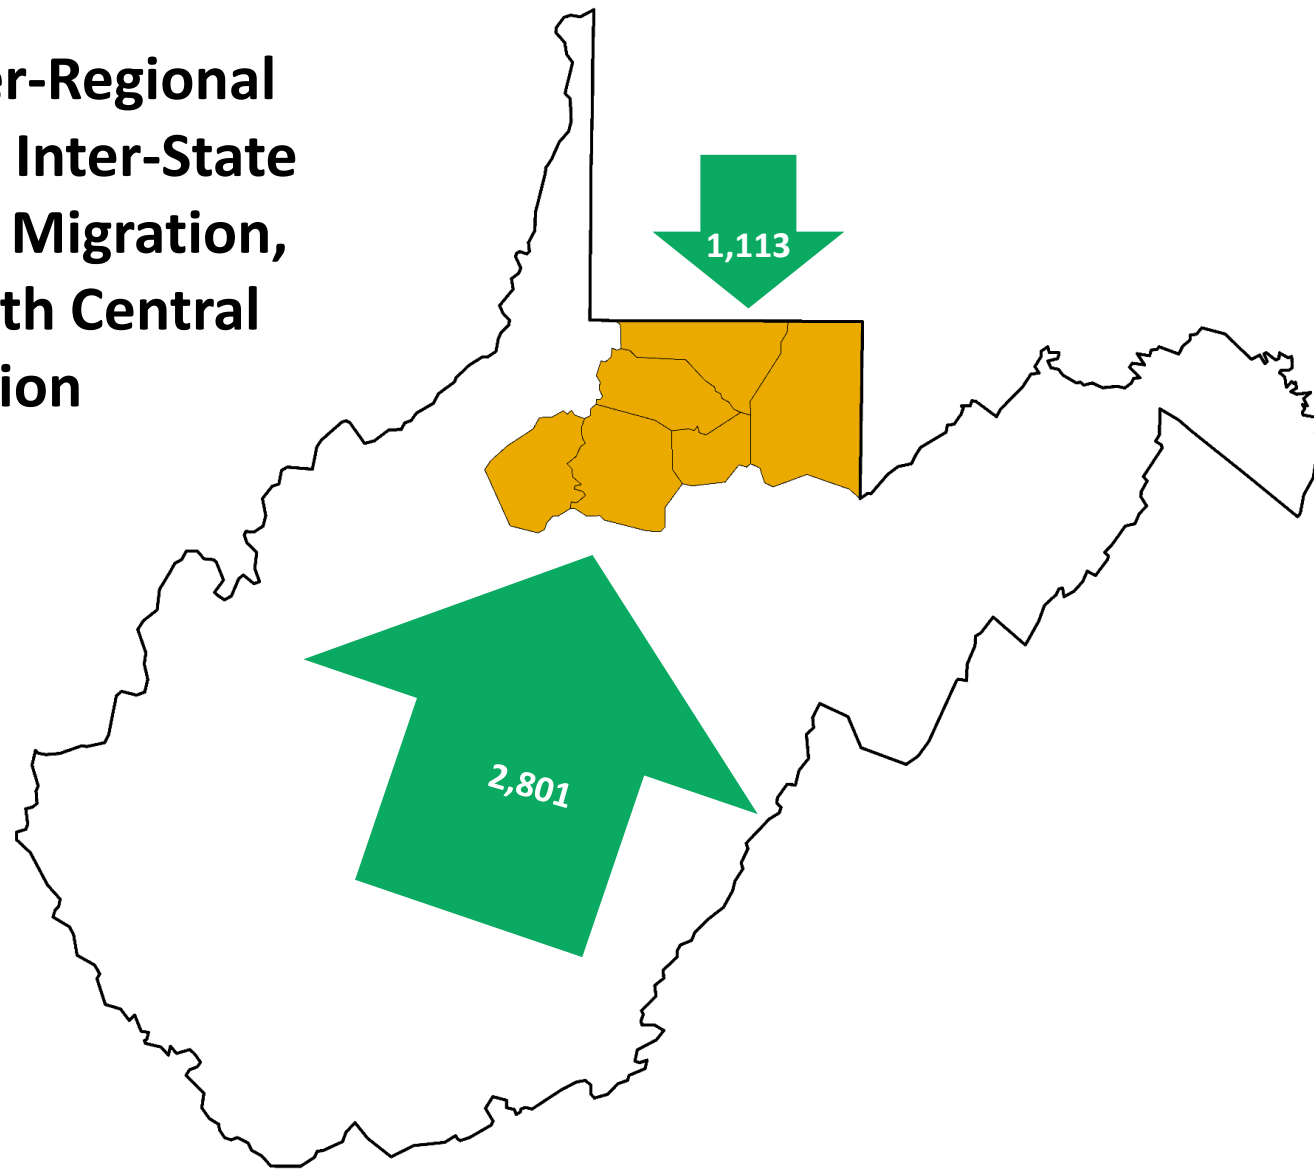 er-Regional
Inter-State
Migration,
th Central
ion
1,113
2,801